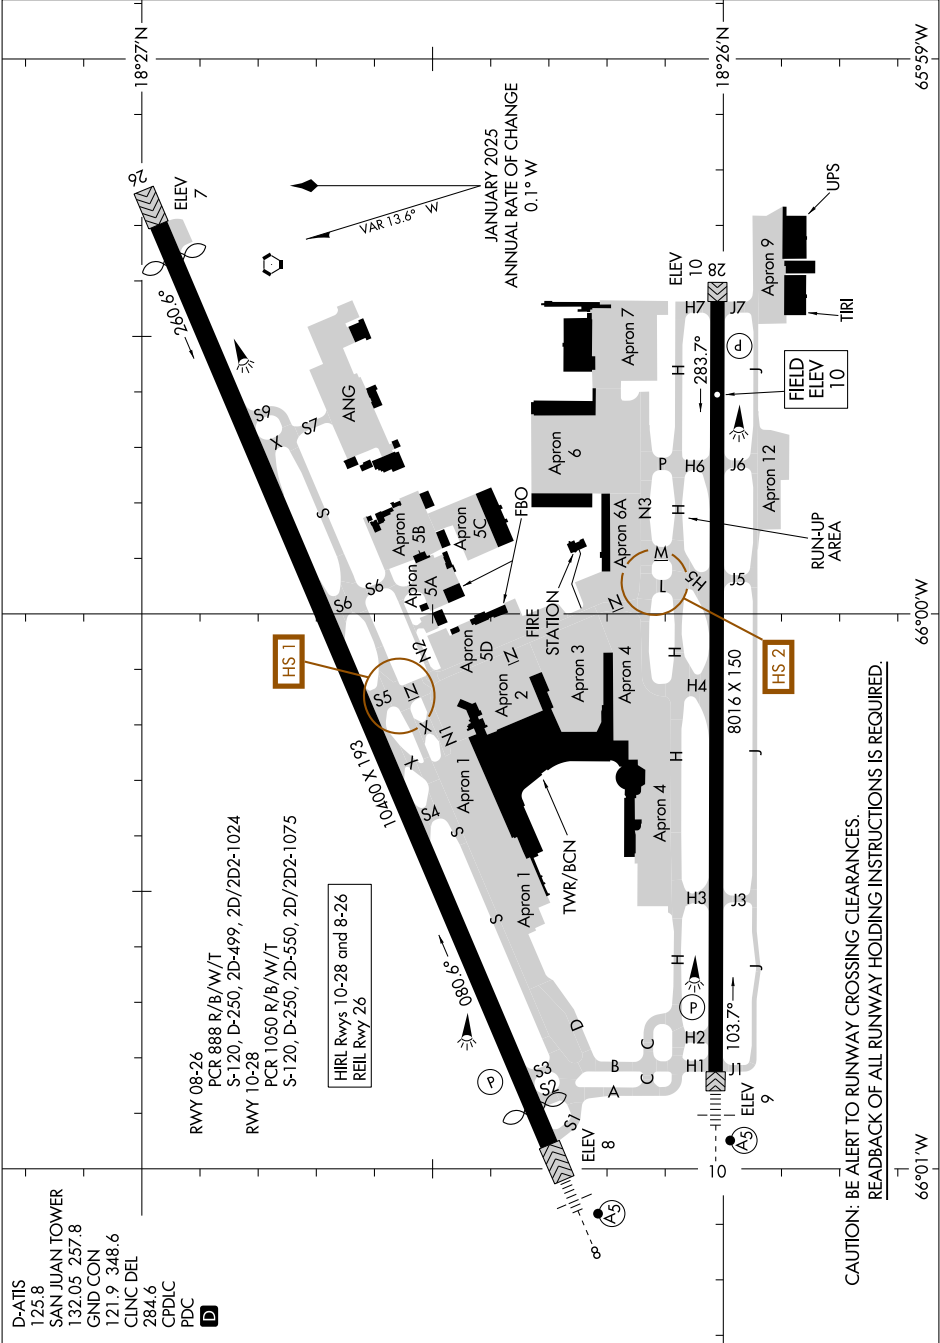 D-ATIS
125.8
SAN JUAN TOWER
132.05 257.8
GND CON
121.9 348.6
CLNC DEL
284.6
CPDLC
PDC
D
RWY 08-26
PCR 888 R/B/W/T
S-120, D-250, 2D-499, 2D/2D2-1024
RWY 10-28
PCR 1050 R/B/W/T
S-120, D-250, 2D-550, 2D/2D2-1075
HIRL Rwys 10-28 and 8-26
REIL Rwy 26
18°27'N
18°26'N
65°59'W
66°00'W
66°01'W
JANUARY 2025
ANNUAL RATE OF CHANGE
0.1° W
VAR 13.6° W
26
ELEV
7
260.6°
S9
X
S7
ANG
S
S6
S6
Apron
5B
Apron
5C
Apron
5A
FBO
HS 1
S5
N
N2
Apron
5D
N
X
N1
X
Apron
2
10400 X 193
S4
S
Apron 1
S
Apron 1
TWR/BCN
080.6°
D
P
S3
S2
S1
ELEV
8
A5
8
FIRE
STATION
Apron 3
Apron 4
Apron 4
Apron
6
Apron 7
Apron 6A
N3
N
M
L
P
H
H
H
H
H
H7
H6
H5
H4
H3
H2
H1
B
A
C
C
P
ELEV
10
28
283.7°
J7
P
FIELD
ELEV
10
J
J6
Apron 12
Apron 9
UPS
TIRI
RUN-UP
AREA
J5
HS 2
8016 X 150
J
J3
J
103.7°
J1
ELEV
9
10
A5
CAUTION: BE ALERT TO RUNWAY CROSSING CLEARANCES.
READBACK OF ALL RUNWAY HOLDING INSTRUCTIONS IS REQUIRED.